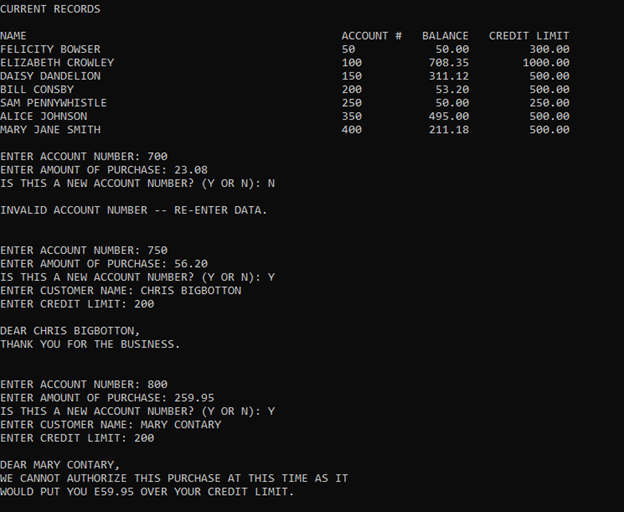 CURRENT RECORDS
NAME ACCOUNT # BALANCE CREDIT LIMIT
FELICITY BOWSER 50 50.00 300.00
ELIZABETH CROWLEY 100 708.35 1000.00
DAISY DANDELION 150 311.12 500.00
BILL CONSBY 200 53.20 500.00
SAM PENNYWHISTLE 250 50.00 250.00
ALICE JOHNSON 350 495.00 500.00
MARY JANE SMITH 400 211.18 500.00
ENTER ACCOUNT NUMBER: 700
ENTER AMOUNT OF PURCHASE: 23.08
IS THIS A NEW ACCOUNT NUMBER? (Y OR N): N
INVALID ACCOUNT NUMBER -- RE-ENTER DATA.
ENTER ACCOUNT NUMBER: 750
ENTER AMOUNT OF PURCHASE: 56.20
IS THIS A NEW ACCOUNT NUMBER? (Y OR N): Y
ENTER CUSTOMER NAME: CHRIS BIGBOTTON
ENTER CREDIT LIMIT: 200
DEAR CHRIS BIGBOTTON,
THANK YOU FOR THE BUSINESS.
ENTER ACCOUNT NUMBER: 800
ENTER AMOUNT OF PURCHASE: 259.95
IS THIS A NEW ACCOUNT NUMBER? (Y OR N): Y
ENTER CUSTOMER NAME: MARY CONTARY
ENTER CREDIT LIMIT: 200
DEAR MARY CONTARY,
WE CANNOT AUTHORIZE THIS PURCHASE AT THIS TIME AS IT
WOULD PUT YOU E59.95 OVER YOUR CREDIT LIMIT.